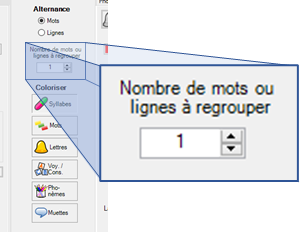 Alternance
Mots
Lignes
Nombre de mots ou
lignes à regrouper
1
Nombre de mots ou
lignes à regrouper
1
Coloriser
Syllabes
Mots
Lettres
Voy. /
Cons.
Pho-
nèmes
Muettes